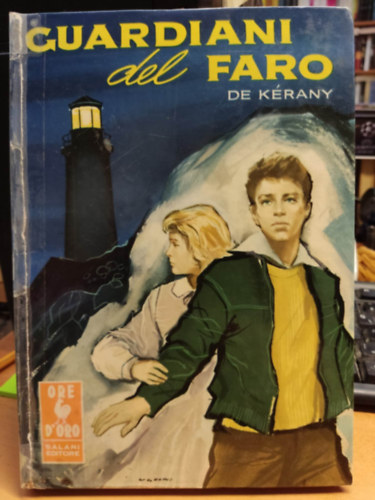 GUARDIANI
del FARO
DE KÉRANY
ORE
D'ORO
SALANI
EDITORE